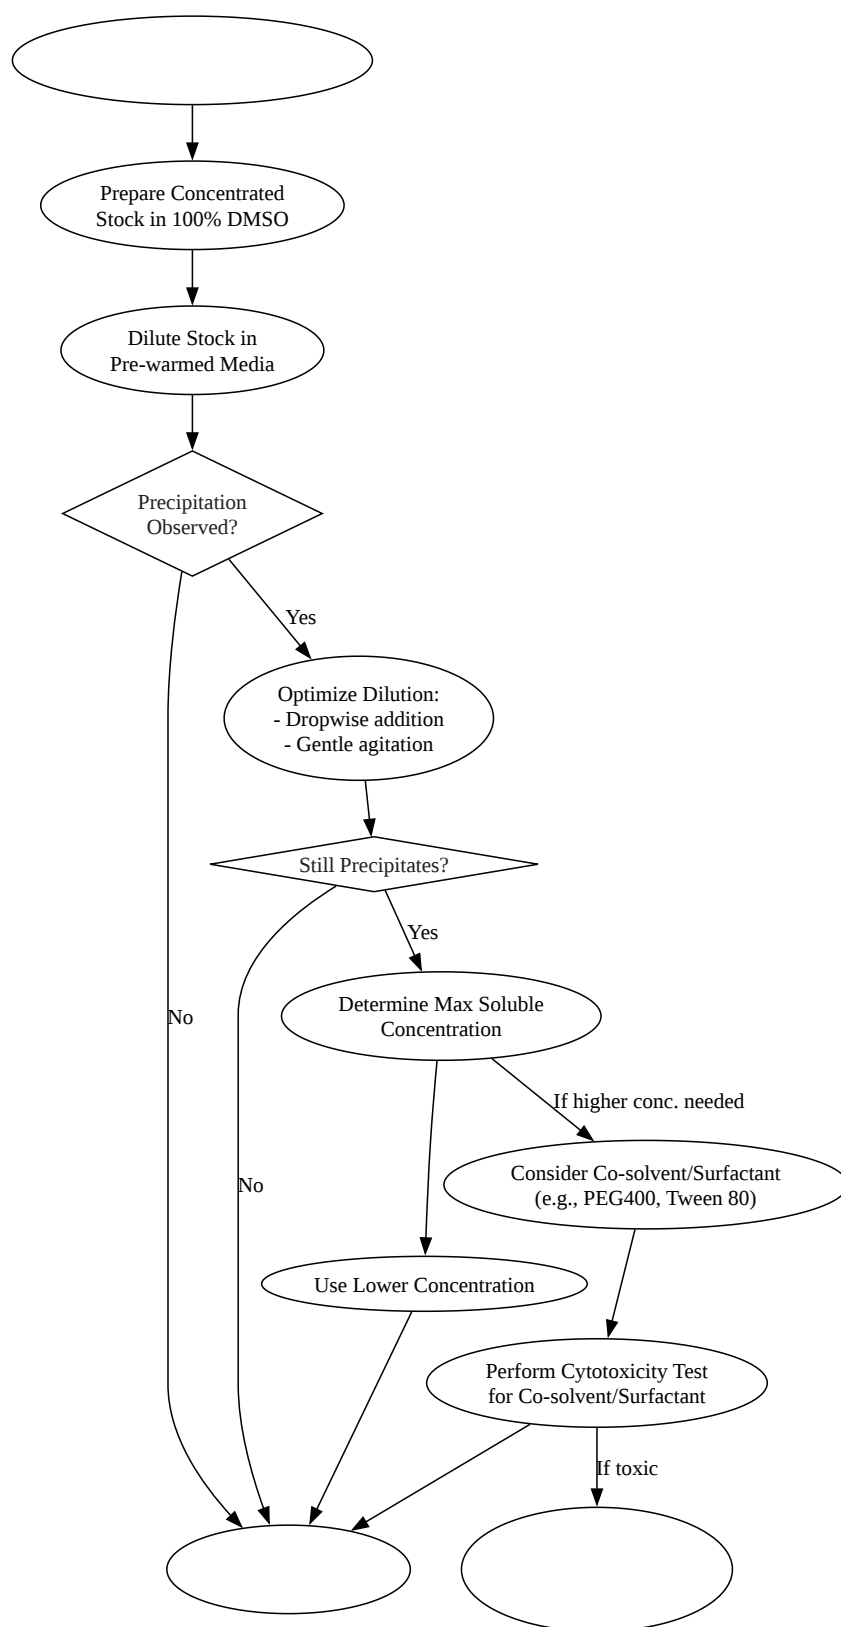 Prepare Concentrated
Stock in 100% DMSO
Dilute Stock in
Pre-warmed Media
Precipitation
Observed?
Yes
Optimize Dilution:
- Dropwise addition
- Gentle agitation
Still Precipitates?
Yes
Determine Max Soluble
Concentration
No
If higher conc. needed
Consider Co-solvent/Surfactant
(e.g., PEG400, Tween 80)
No
Use Lower Concentration
Perform Cytotoxicity Test
for Co-solvent/Surfactant
If toxic